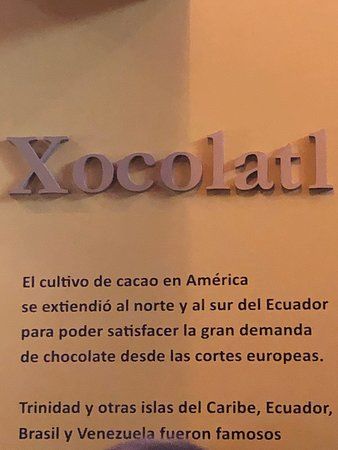 Xocolatl
El cultivo de cacao en América
se extiendió al norte y al sur del Ecuador
para poder satisfacer la gran demanda
de chocolate desde las cortes europeas.
Trinidad y otras islas del Caribe, Ecuador,
Brasil y Venezuela fueron famosos